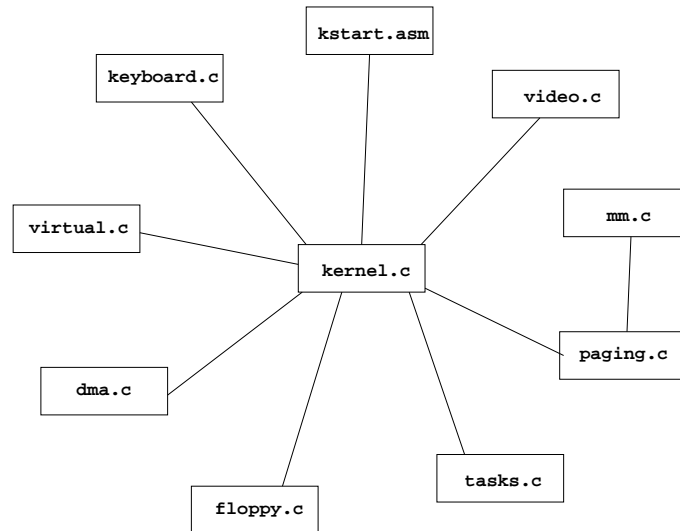 kstart.asm
keyboard.c
video.c
mm.c
virtual.c
kernel.c
paging.c
dma.c
tasks.c
floppy.c